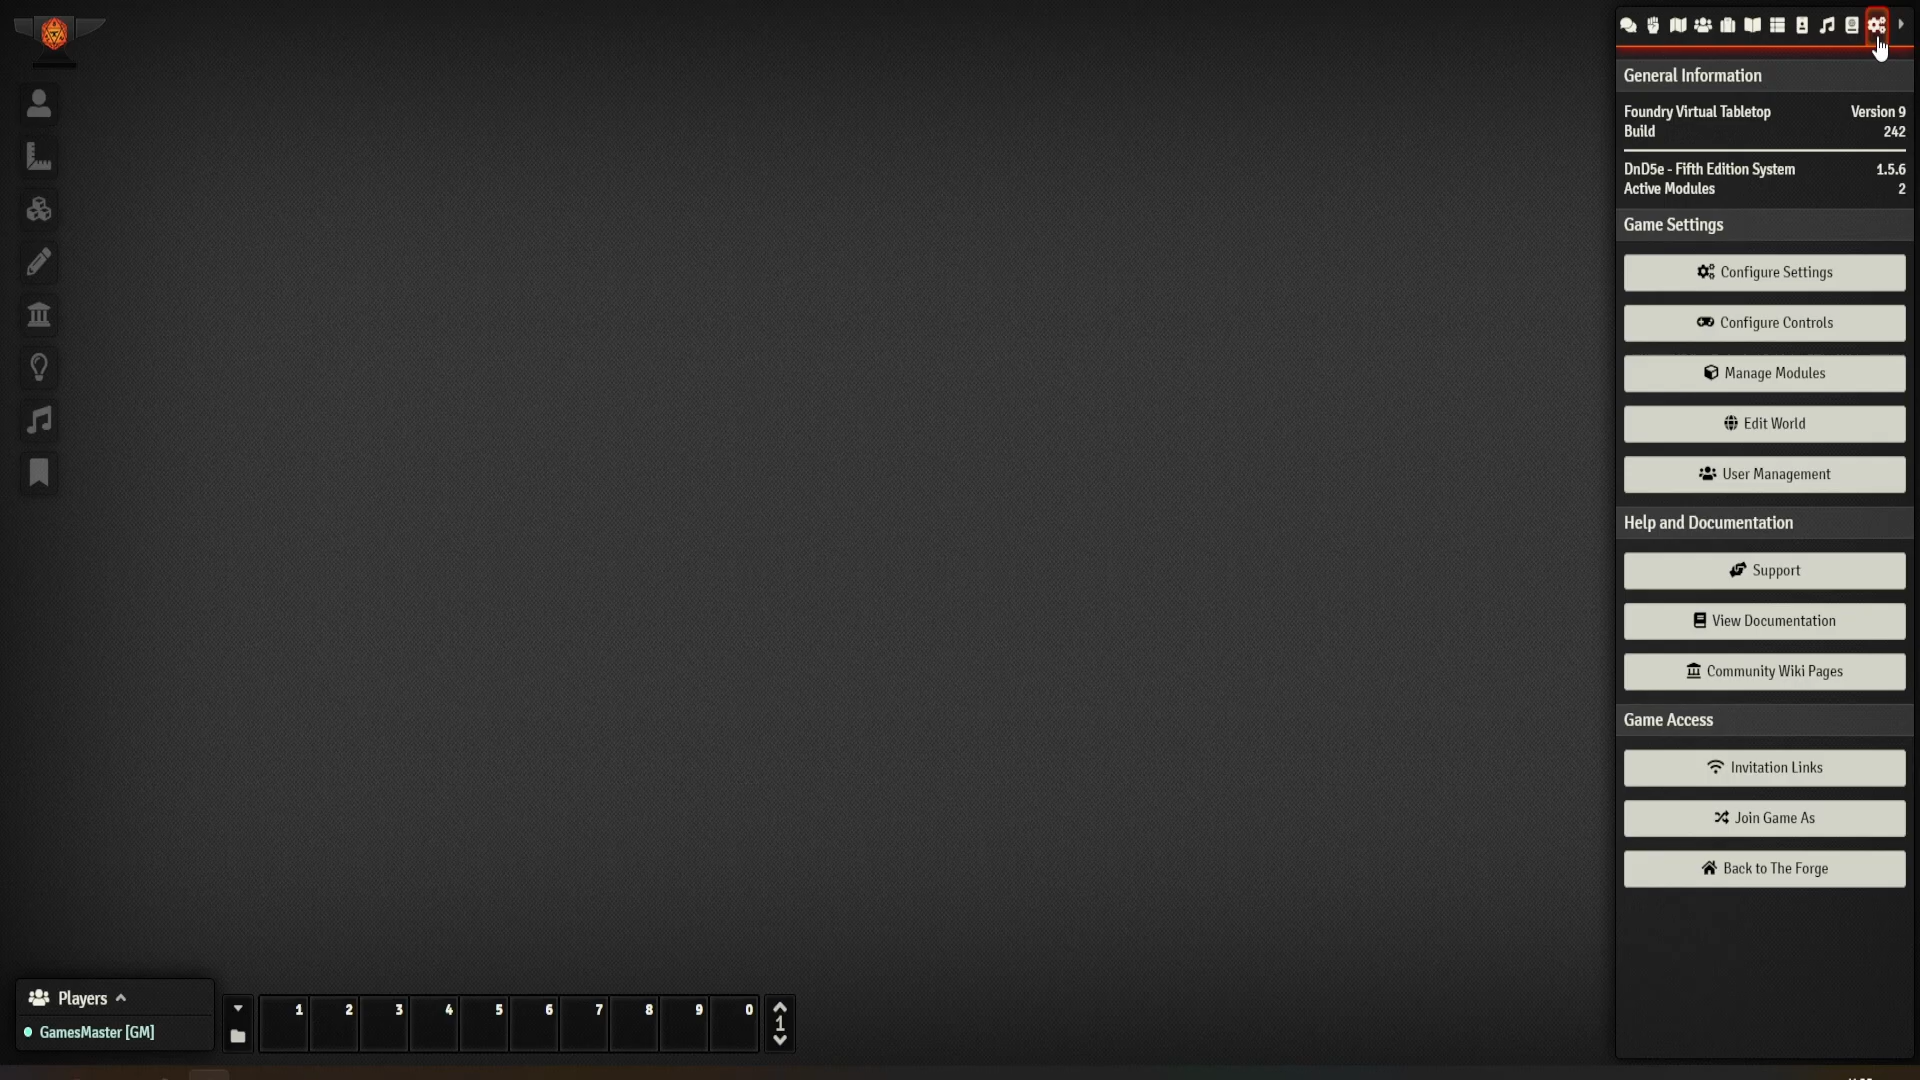 General Information
Foundry Virtual Tabletop Version 9
Build 242
DnD5e - Fifth Edition System 1.5.6
Active Modules 2
Game Settings
Configure Settings
Configure Controls
Manage Modules
Edit World
User Management
Help and Documentation
Support
View Documentation
Community Wiki Pages
Game Access
Invitation Links
Join Game As
Back to The Forge
Players
GamesMaster [GM]
1 2 3 4 5 6 7 8 9 0
1